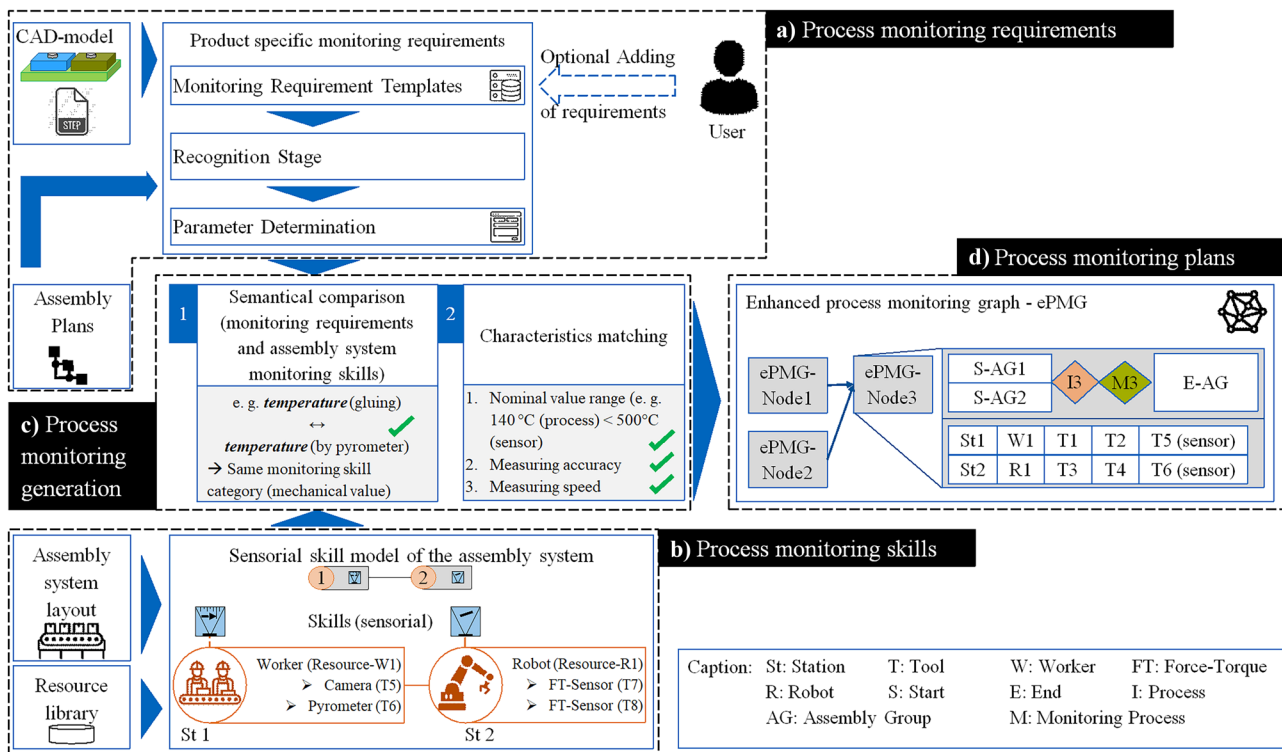 a) Process monitoring requirements
CAD-model
STEP
Product specific monitoring requirements
Monitoring Requirement Templates
Recognition Stage
Parameter Determination
Optional Adding
of requirements
User
Assembly
Plans
c) Process
monitoring
generation
1
Semantical comparison
(monitoring requirements
and assembly system
monitoring skills)
e. g. temperature (gluing)
↔
temperature (by pyrometer)
→ Same monitoring skill
category (mechanical value)
2
Characteristics matching
1. Nominal value range (e. g.
140 °C (process) < 500°C
(sensor)
2. Measuring accuracy
3. Measuring speed
d) Process monitoring plans
Enhanced process monitoring graph - ePMG
ePMG-
Node1
ePMG-
Node2
ePMG-
Node3
S-AG1
S-AG2
I3
M3
E-AG
St1 W1 T1 T2 T5 (sensor)
St2 R1 T3 T4 T6 (sensor)
b) Process monitoring skills
Assembly
system
layout
Resource
library
Sensorial skill model of the assembly system
1
2
Skills (sensorial)
Worker (Resource-W1)
➢ Camera (T5)
➢ Pyrometer (T6)
St 1
Robot (Resource-R1)
➢ FT-Sensor (T7)
➢ FT-Sensor (T8)
St 2
Caption: St: Station T: Tool W: Worker FT: Force-Torque
R: Robot S: Start E: End I: Process
AG: Assembly Group M: Monitoring Process